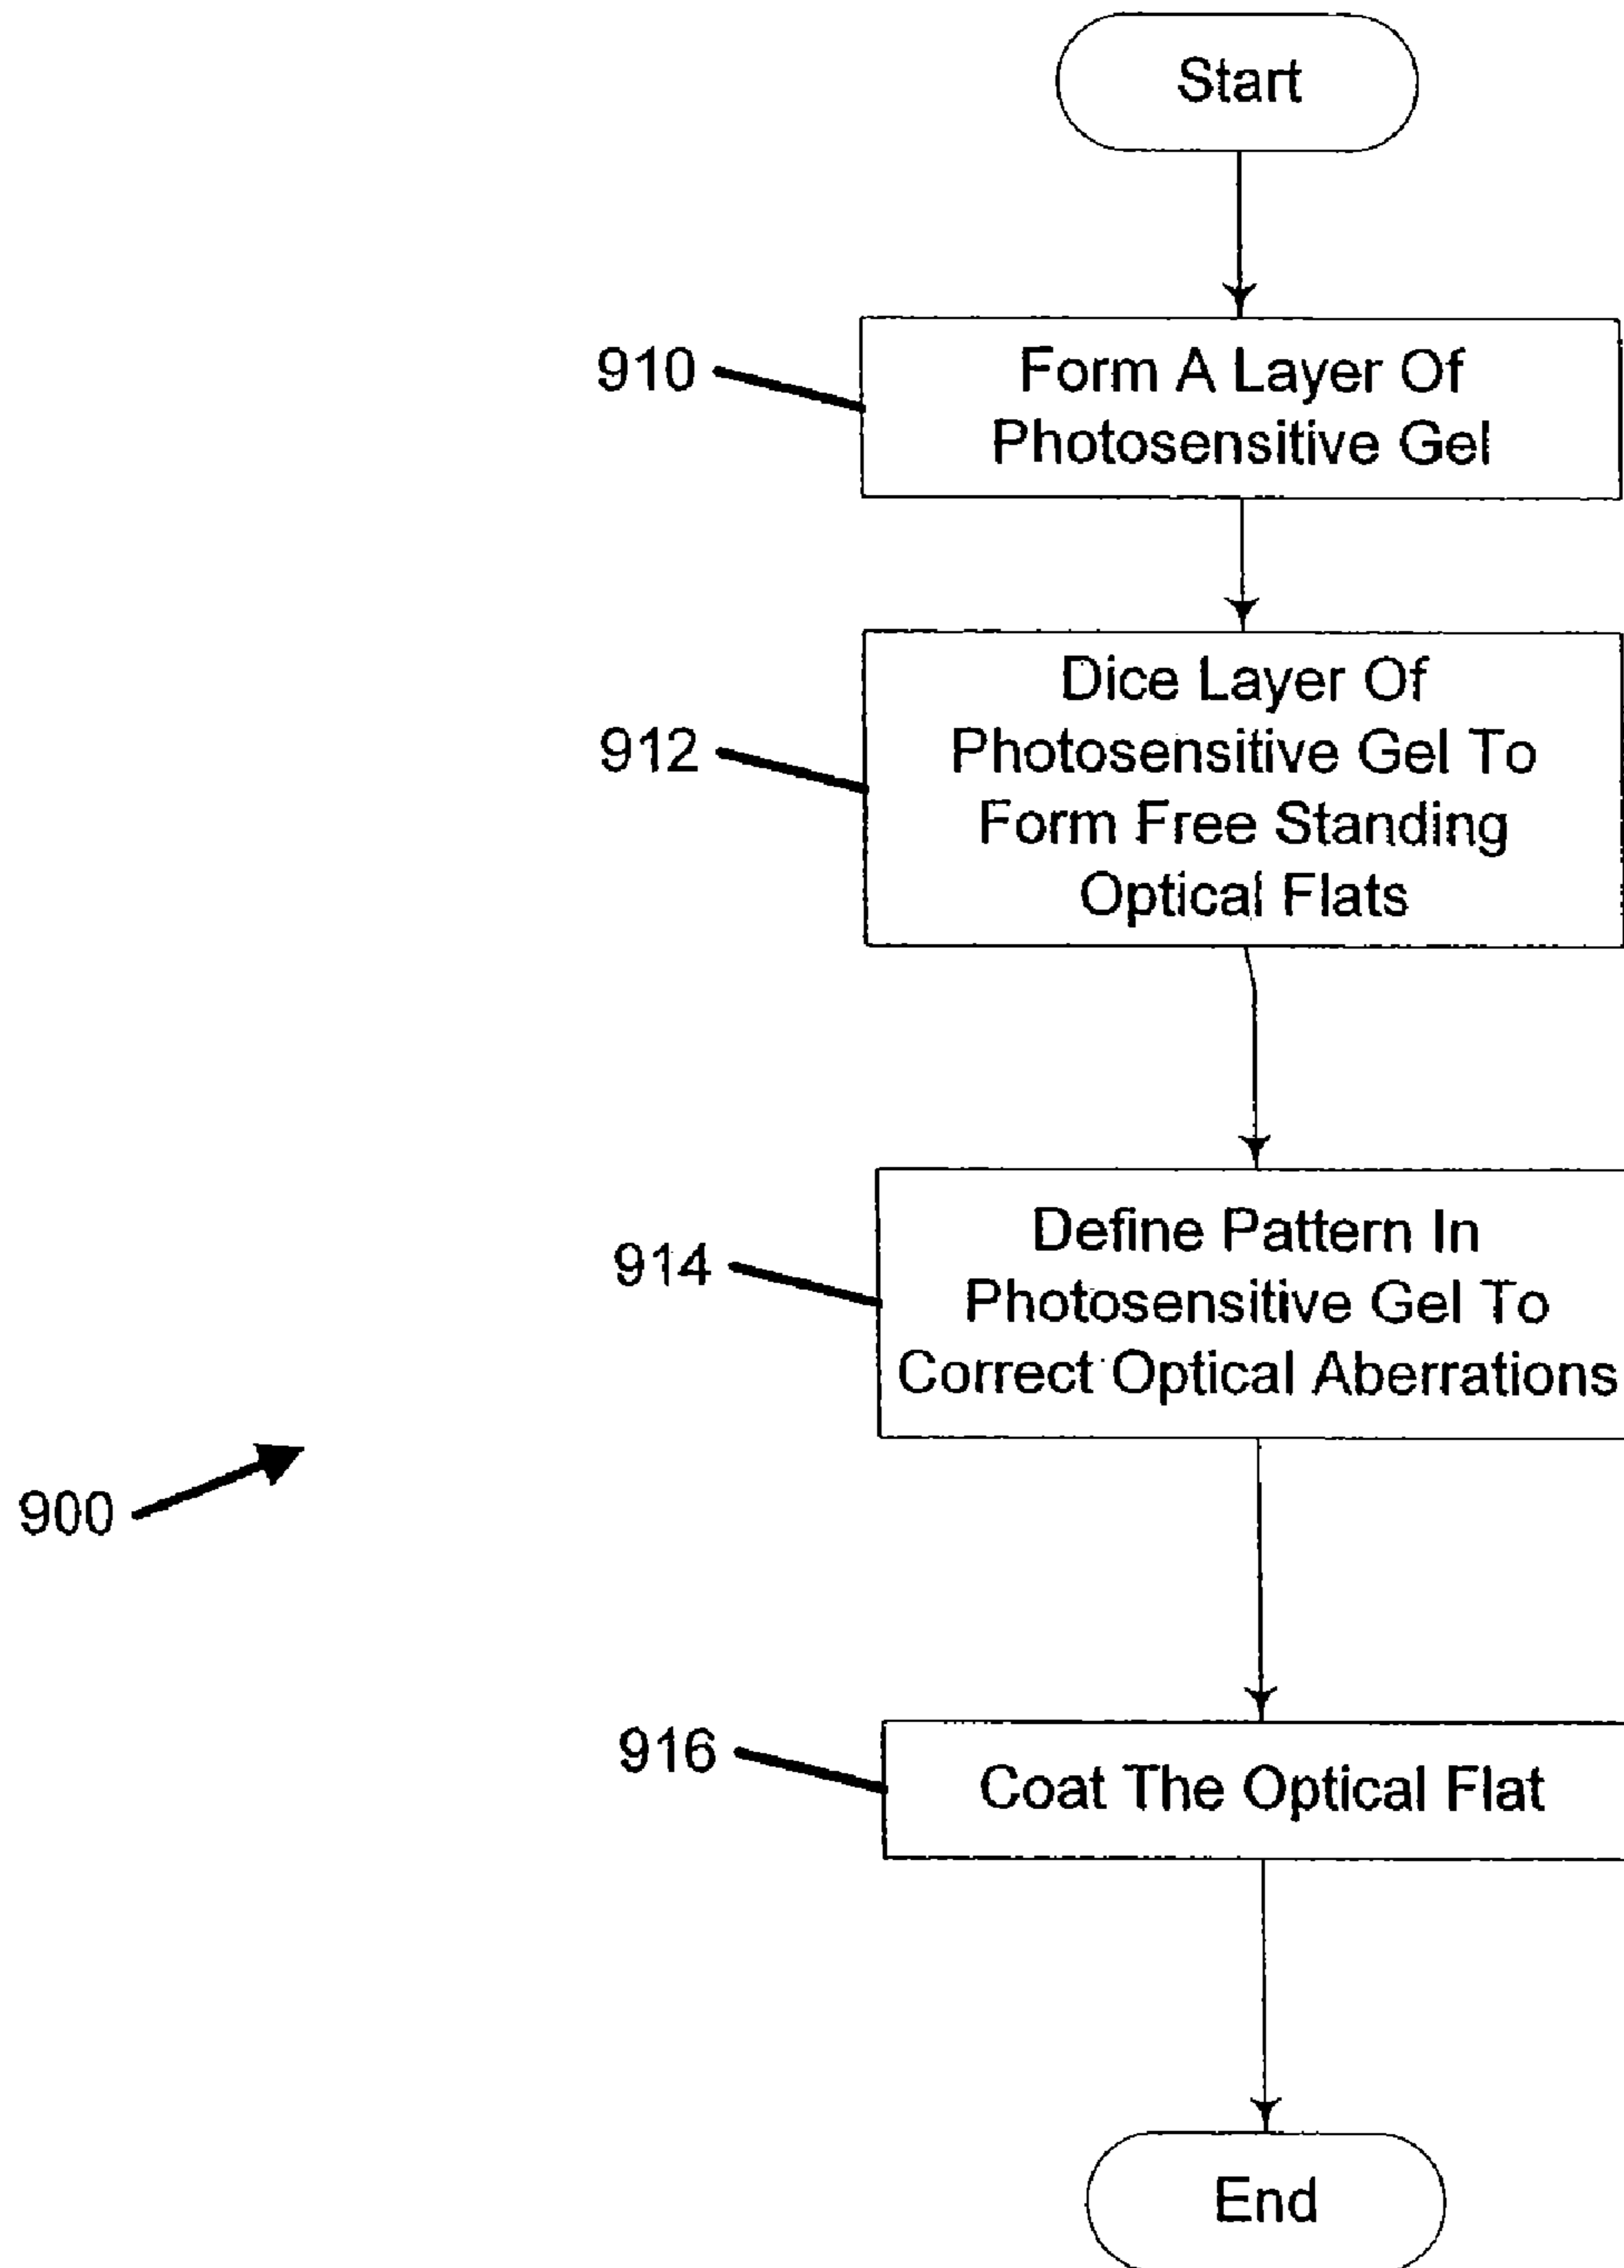 Start
910
Form A Layer Of
Photosensitive Gel
912
Dice Layer Of
Photosensitive Gel To
Form Free Standing
Optical Flats
914
Define Pattern In
Photosensitive Gel To
Correct Optical Aberrations
900
916
Coat The Optical Flat
End